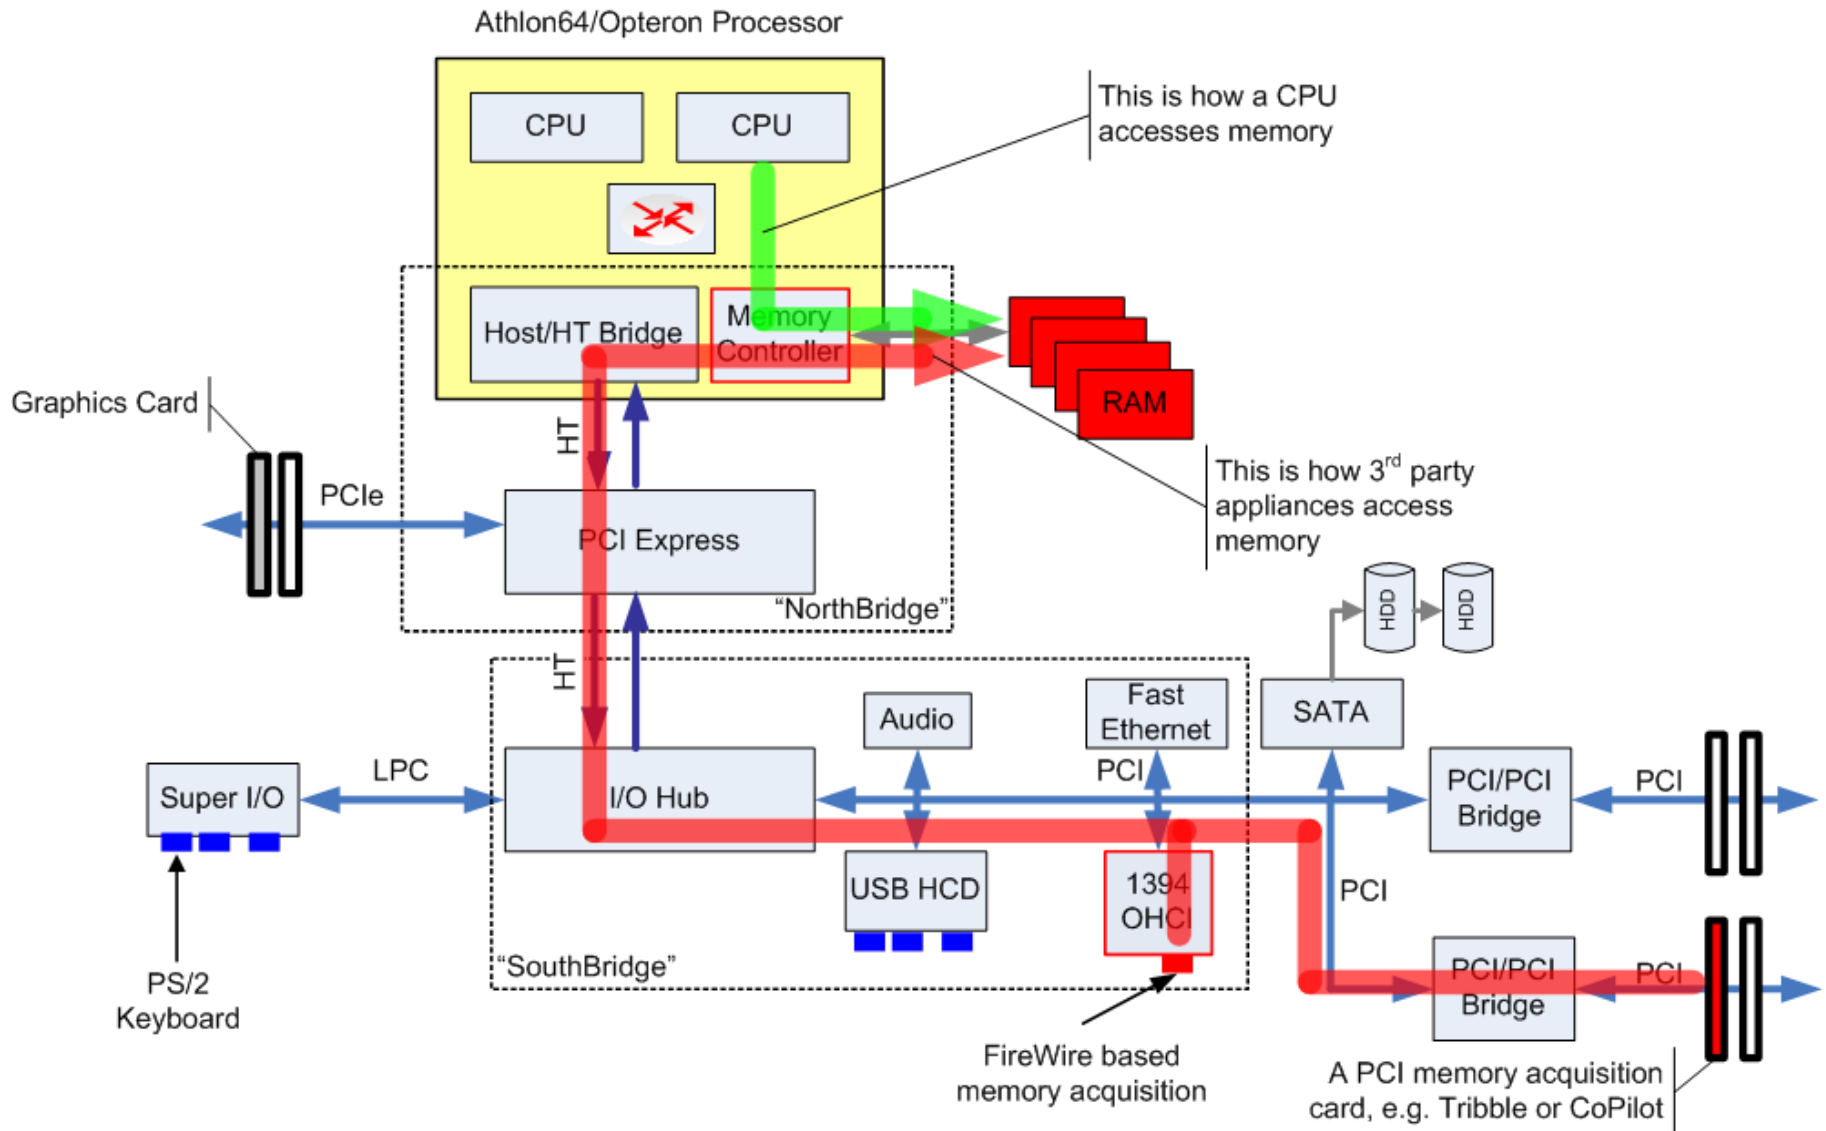 Athlon64/Opteron Processor
CPU
CPU
This is how a CPU
accesses memory
Host/HT Bridge
Memory
Controller
RAM
Graphics Card
HT
PCIe
PCI Express
"NorthBridge"
This is how 3rd party
appliances access
memory
HDD
HDD
HT
Audio
Fast
Ethernet
SATA
Super I/O
LPC
I/O Hub
PCI
PCI/PCI
Bridge
PCI
USB HCD
1394
OHCI
PCI
"SouthBridge"
PCI/PCI
Bridge
PCI
PS/2
Keyboard
FireWire based
memory acquisition
A PCI memory acquisition
card, e.g. Tribble or CoPilot